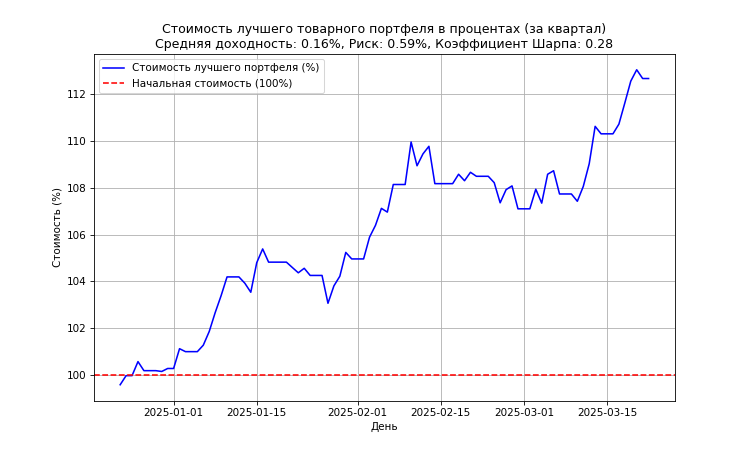 Стоимость лучшего товарного портфеля в процентах (за квартал)
Средняя доходность: 0.16%, Риск: 0.59%, Коэффициент Шарпа: 0.28
Стоимость лучшего портфеля (%)
Начальная стоимость (100%)
Стоимость (%)
112
110
108
106
104
102
100
2025-01-01
2025-01-15
2025-02-01
2025-02-15
2025-03-01
2025-03-15
День